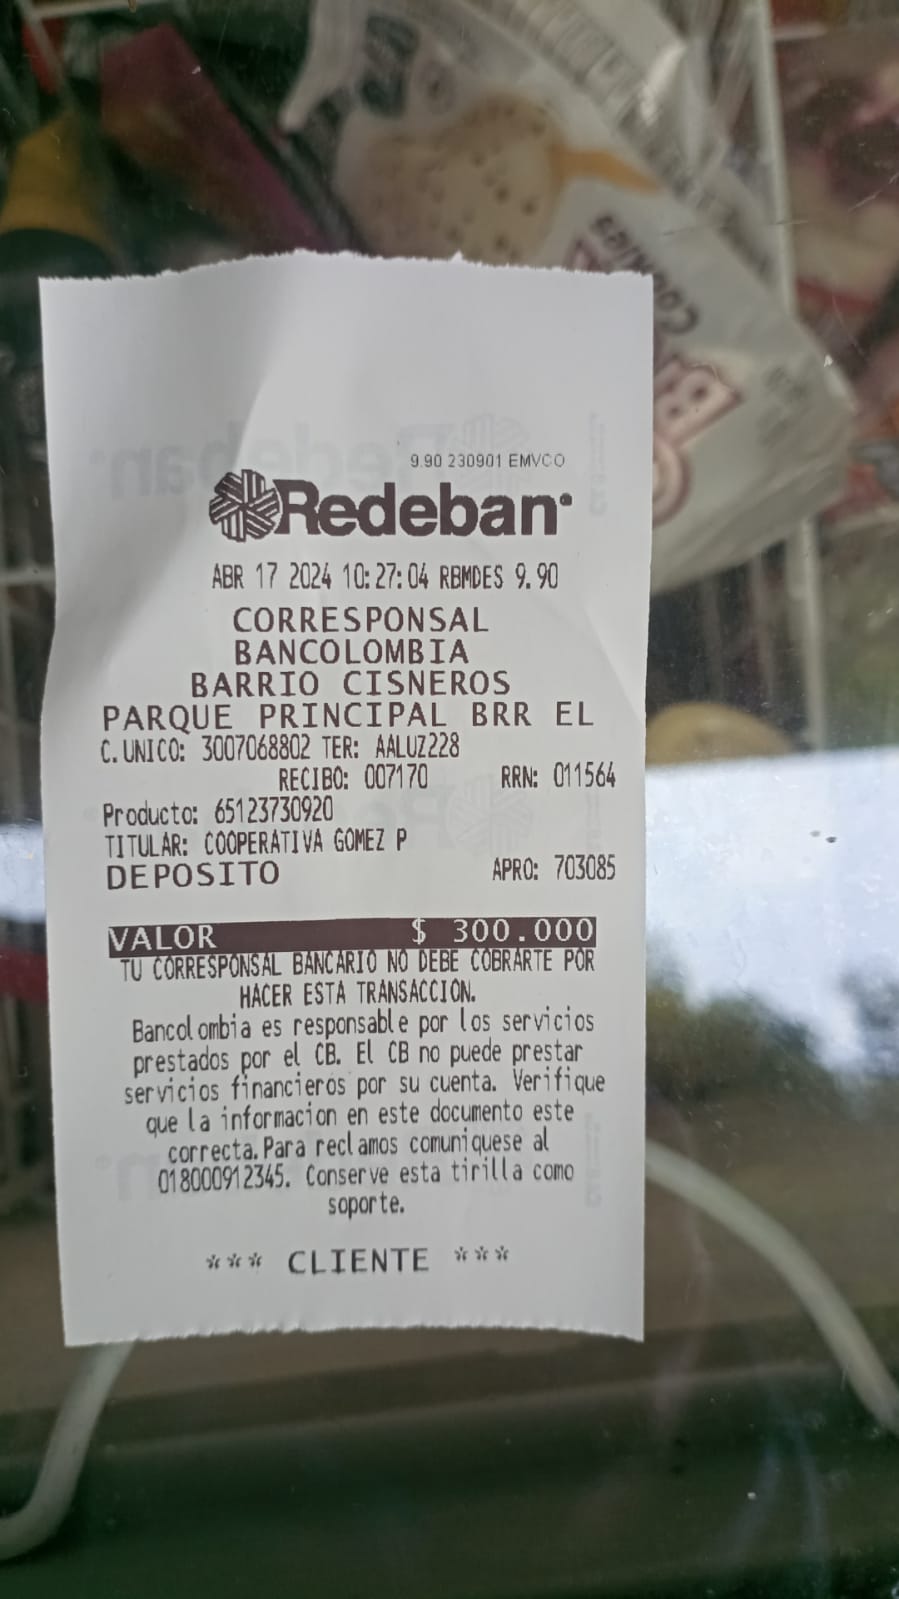 9.90 230901 EMVCO
Redeban
ABR 17 2024 10:27:04 RBMDES 9.90
CORRESPONSAL
BANCOLOMBIA
BARRIO CISNEROS
PARQUE PRINCIPAL BRR EL
C.UNICO: 3007068802 TER: AALUZ228
RECIBO: 007170 RRN: 011564
Producto: 65123730920
TITULAR: COOPERATIVA GOMEZ P
DEPOSITO APRO: 703085
VALOR $ 300.000
TU CORRESPONSAL BANCARIO NO DEBE COBRARTE POR
HACER ESTA TRANSACCION.
Bancolombia es responsable por los servicios
prestados por el CB. El CB no puede prestar
servicios financieros por su cuenta. Verifique
que la informacion en este documento este
correcta.Para reclamos comuniquese al
018000912345. Conserve esta tirilla como
soporte.
*** CLIENTE ***
Cookies